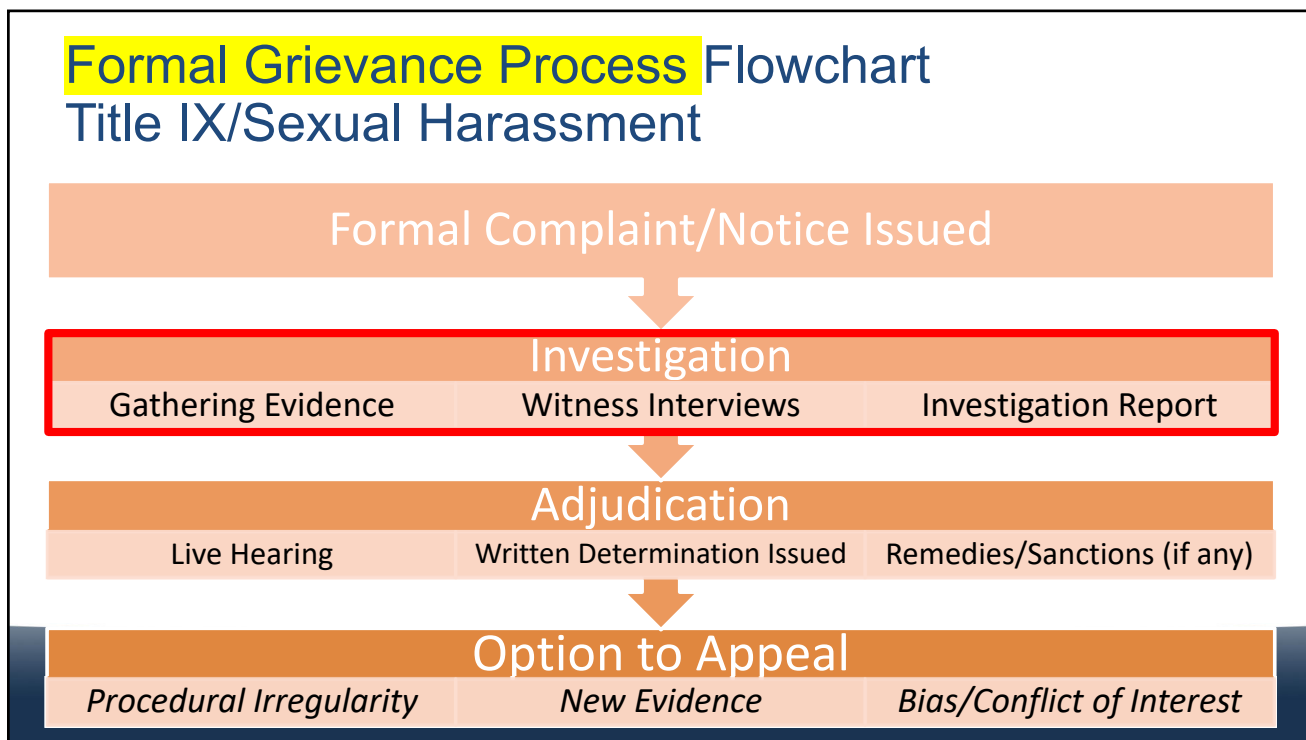 Formal Grievance Process Flowchart
Title IX/Sexual Harassment
Formal Complaint/Notice Issued
Investigation
Gathering Evidence Witness Interviews Investigation Report
Adjudication
Live Hearing Written Determination Issued Remedies/Sanctions (if any)
Option to Appeal
Procedural Irregularity New Evidence Bias/Conflict of Interest